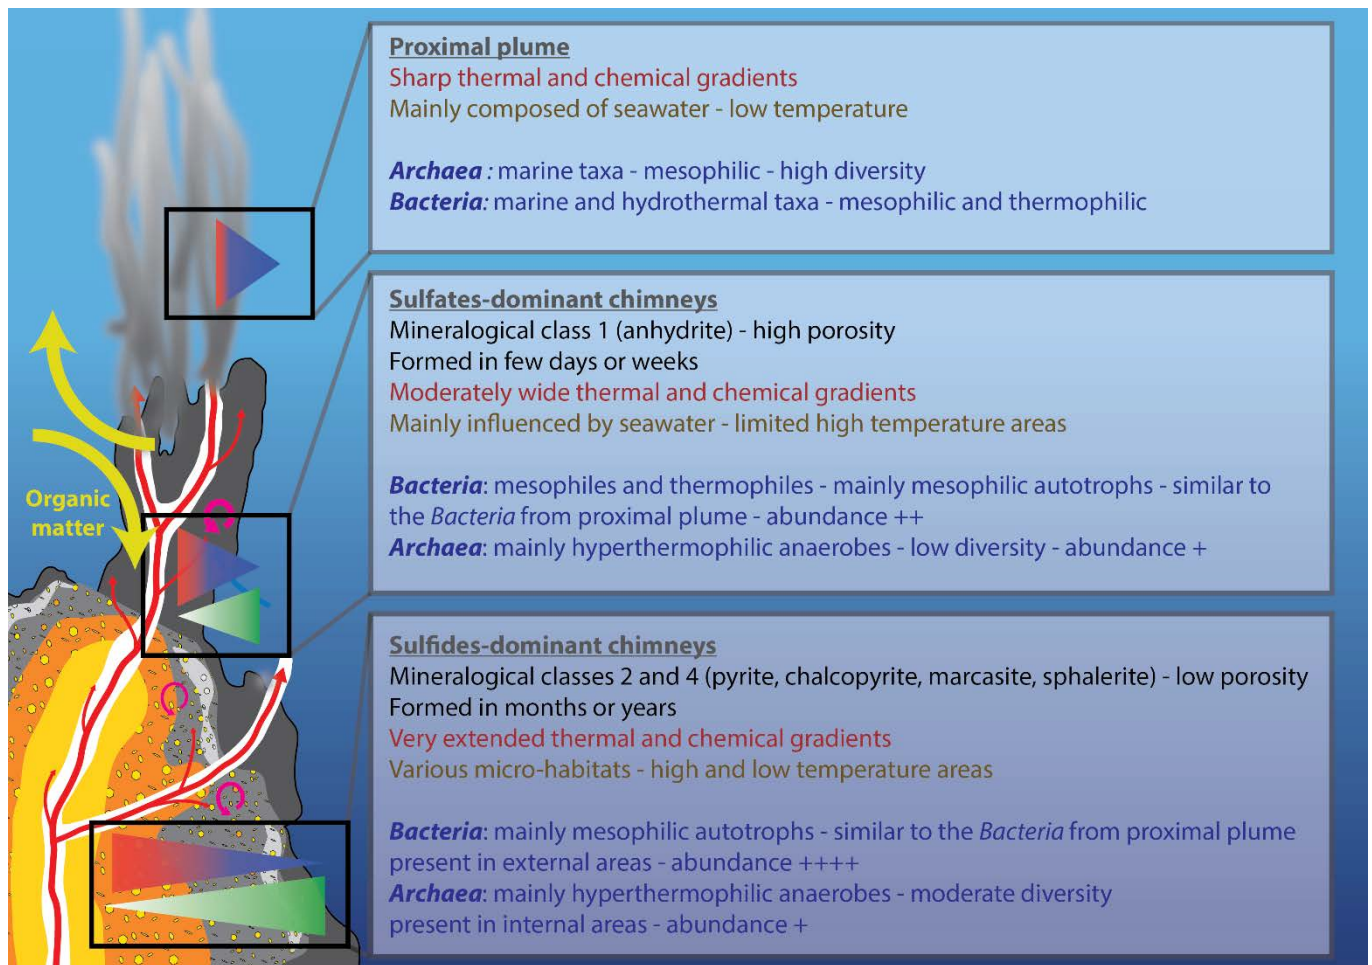 Proximal plume
Sharp thermal and chemical gradients
Mainly composed of seawater - low temperature
Archaea : marine taxa - mesophilic - high diversity
Bacteria: marine and hydrothermal taxa - mesophilic and thermophilic
Sulfates-dominant chimneys
Mineralogical class 1 (anhydrite) - high porosity
Formed in few days or weeks
Moderately wide thermal and chemical gradients
Mainly influenced by seawater - limited high temperature areas
Bacteria: mesophiles and thermophiles - mainly mesophilic autotrophs - similar to
the Bacteria from proximal plume - abundance ++
Archaea: mainly hyperthermophilic anaerobes - low diversity - abundance +
Organic
matter
Sulfides-dominant chimneys
Mineralogical classes 2 and 4 (pyrite, chalcopyrite, marcasite, sphalerite) - low porosity
Formed in months or years
Very extended thermal and chemical gradients
Various micro-habitats - high and low temperature areas
Bacteria: mainly mesophilic autotrophs - similar to the Bacteria from proximal plume
present in external areas - abundance ++++
Archaea: mainly hyperthermophilic anaerobes - moderate diversity
present in internal areas - abundance +